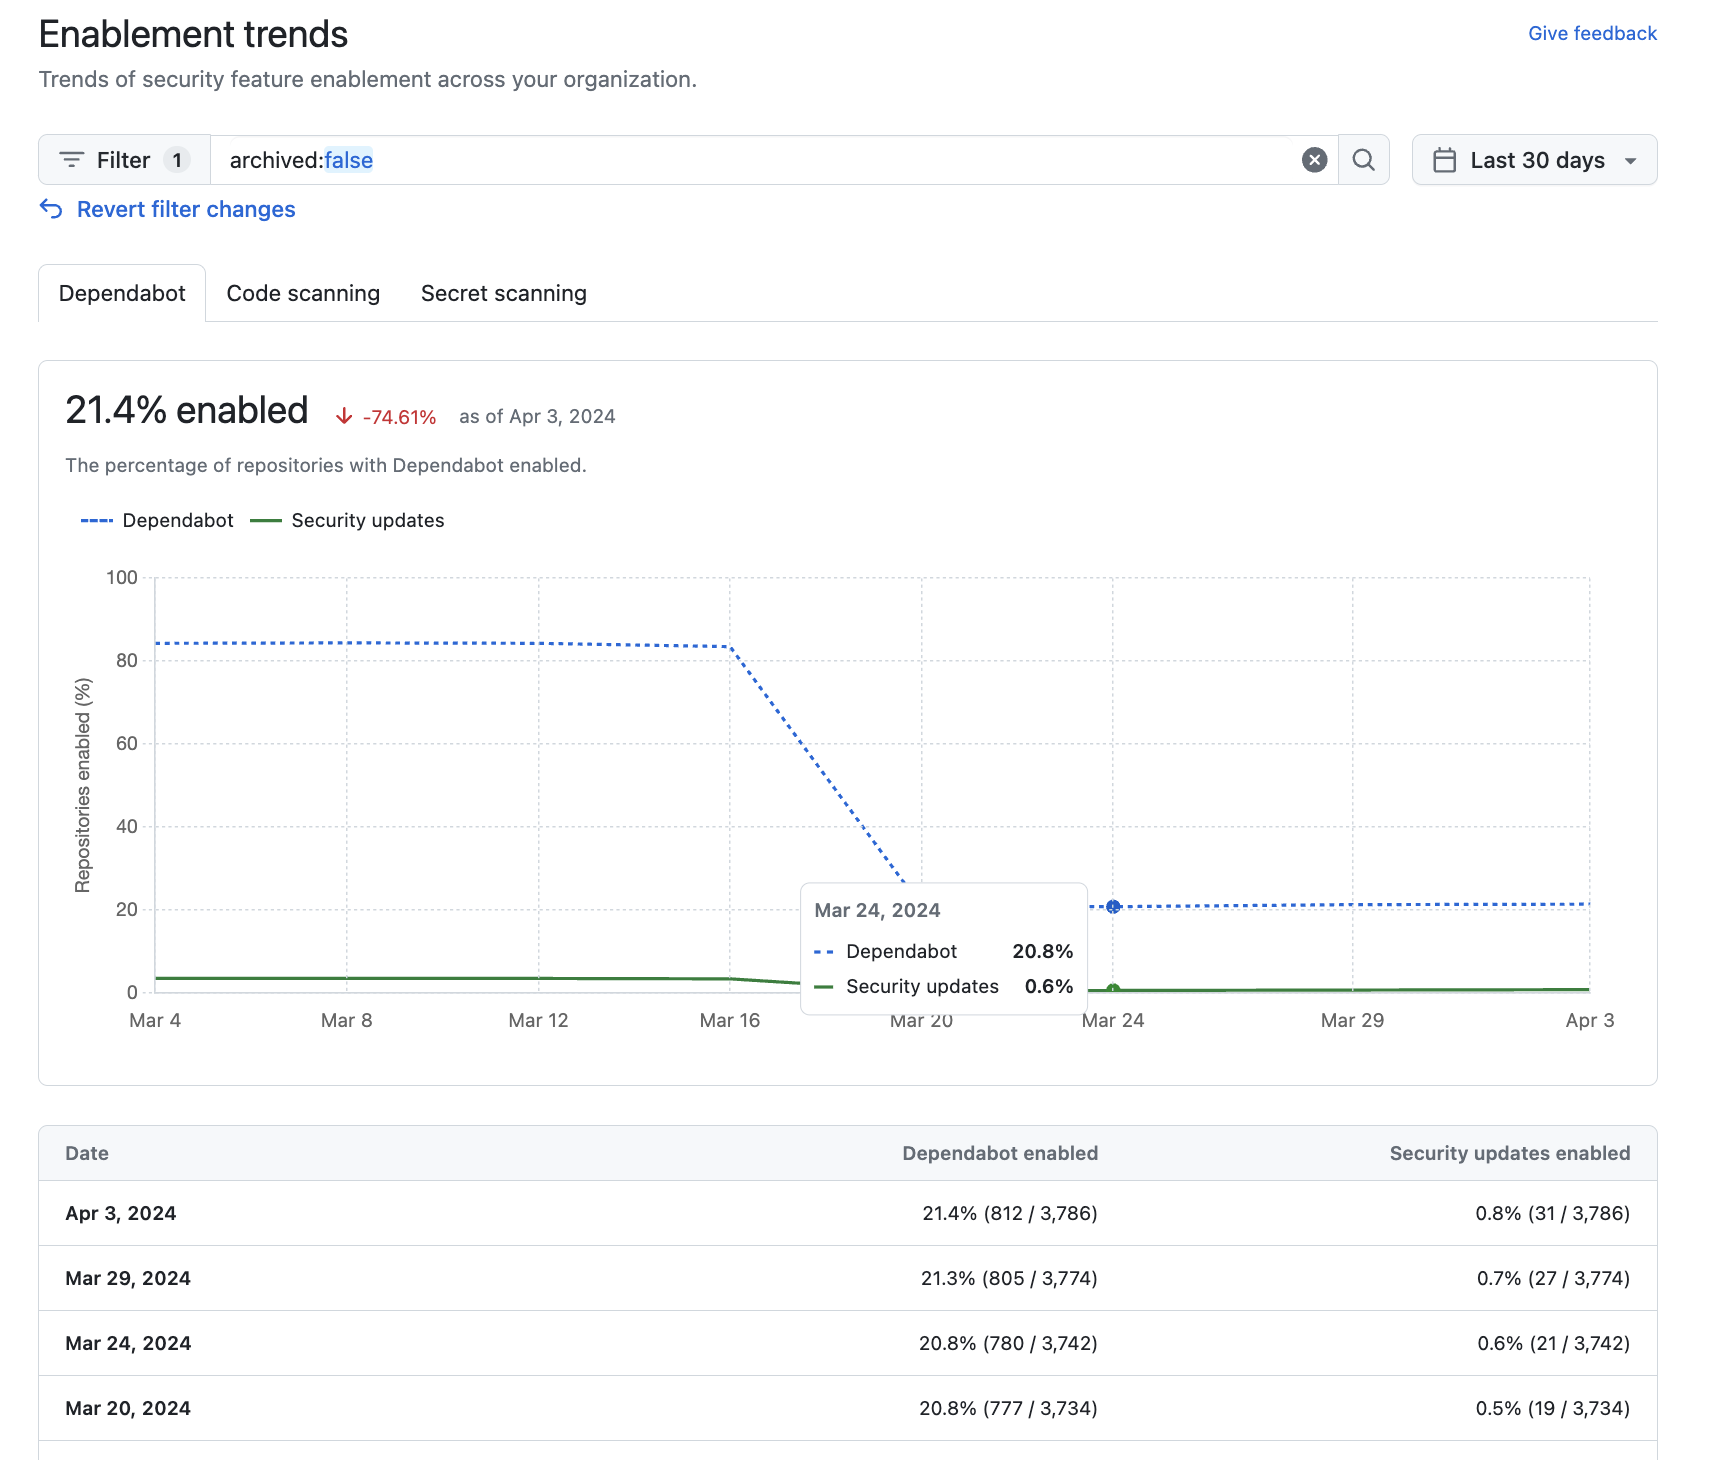 Enablement trends
Give feedback
Trends of security feature enablement across your organization.
Filter 1
archived:false
Last 30 days
Revert filter changes
Dependabot
Code scanning
Secret scanning
21.4% enabled
-74.61%
as of Apr 3, 2024
The percentage of repositories with Dependabot enabled.
Dependabot
Security updates
Repositories enabled (%)
100
80
60
40
20
0
Mar 24, 2024
Dependabot 20.8%
Security updates 0.6%
Mar 4
Mar 8
Mar 12
Mar 16
Mar 20
Mar 24
Mar 29
Apr 3
Date Dependabot enabled Security updates enabled
Apr 3, 2024 21.4% (812 / 3,786) 0.8% (31 / 3,786)
Mar 29, 2024 21.3% (805 / 3,774) 0.7% (27 / 3,774)
Mar 24, 2024 20.8% (780 / 3,742) 0.6% (21 / 3,742)
Mar 20, 2024 20.8% (777 / 3,734) 0.5% (19 / 3,734)